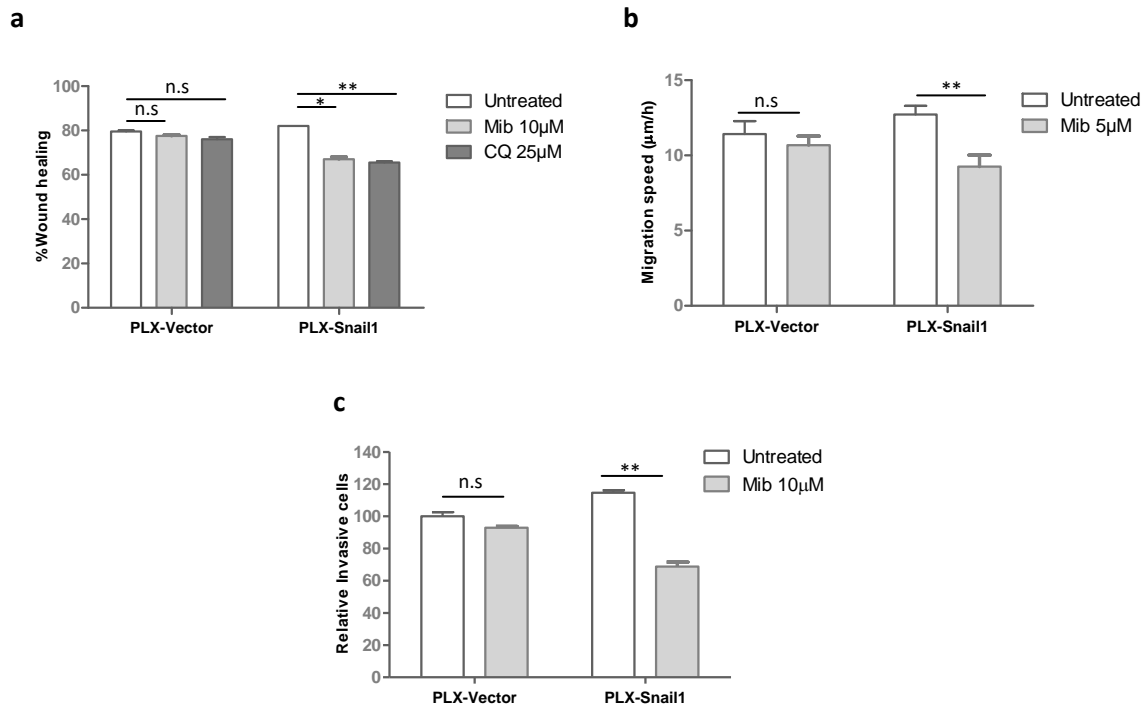 a
100
80
60
40
20
0
%Wound healing
n.s
n.s
**
*
PLX-Vector
PLX-Snail1
Untreated
Mib 10µM
CQ 25µM
b
15
10
5
0
Migration speed (µm/h)
n.s
**
PLX-Vector
PLX-Snail1
Untreated
Mib 5µM
c
140
120
100
80
60
40
20
0
Relative Invasive cells
n.s
**
PLX-Vector
PLX-Snail1
Untreated
Mib 10µM